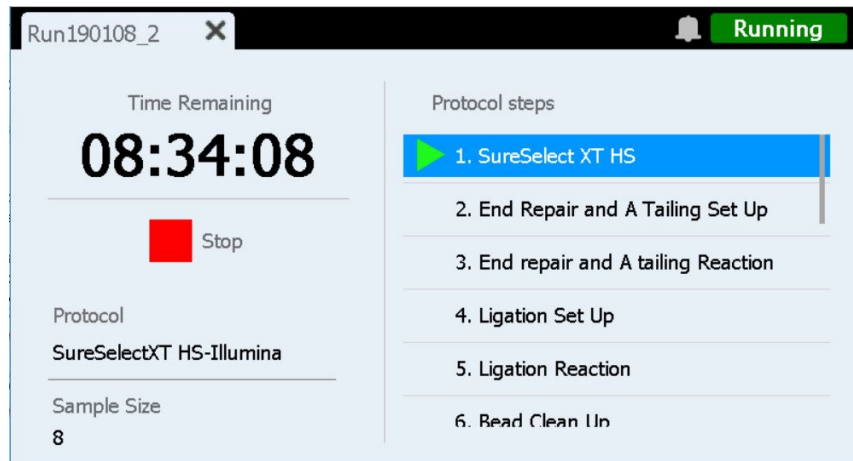 Run190108_2
Running
Time Remaining
08:34:08
Stop
Protocol
SureSelectXT HS-Illumina
Sample Size
8
Protocol steps
1. SureSelect XT HS
2. End Repair and A Tailing Set Up
3. End repair and A tailing Reaction
4. Ligation Set Up
5. Ligation Reaction
6. Bead Clean Up